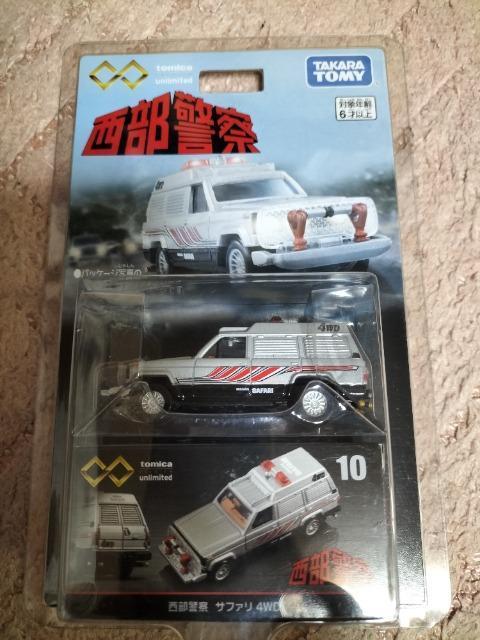 tomica
unlimited
TAKARA
TOMY
対象年齢
6才以上
西部警察
●パッケージ写真の
4WD
SAFARI
tomica
unlimited
10
西部警察
西部警察 サファリ 4WD